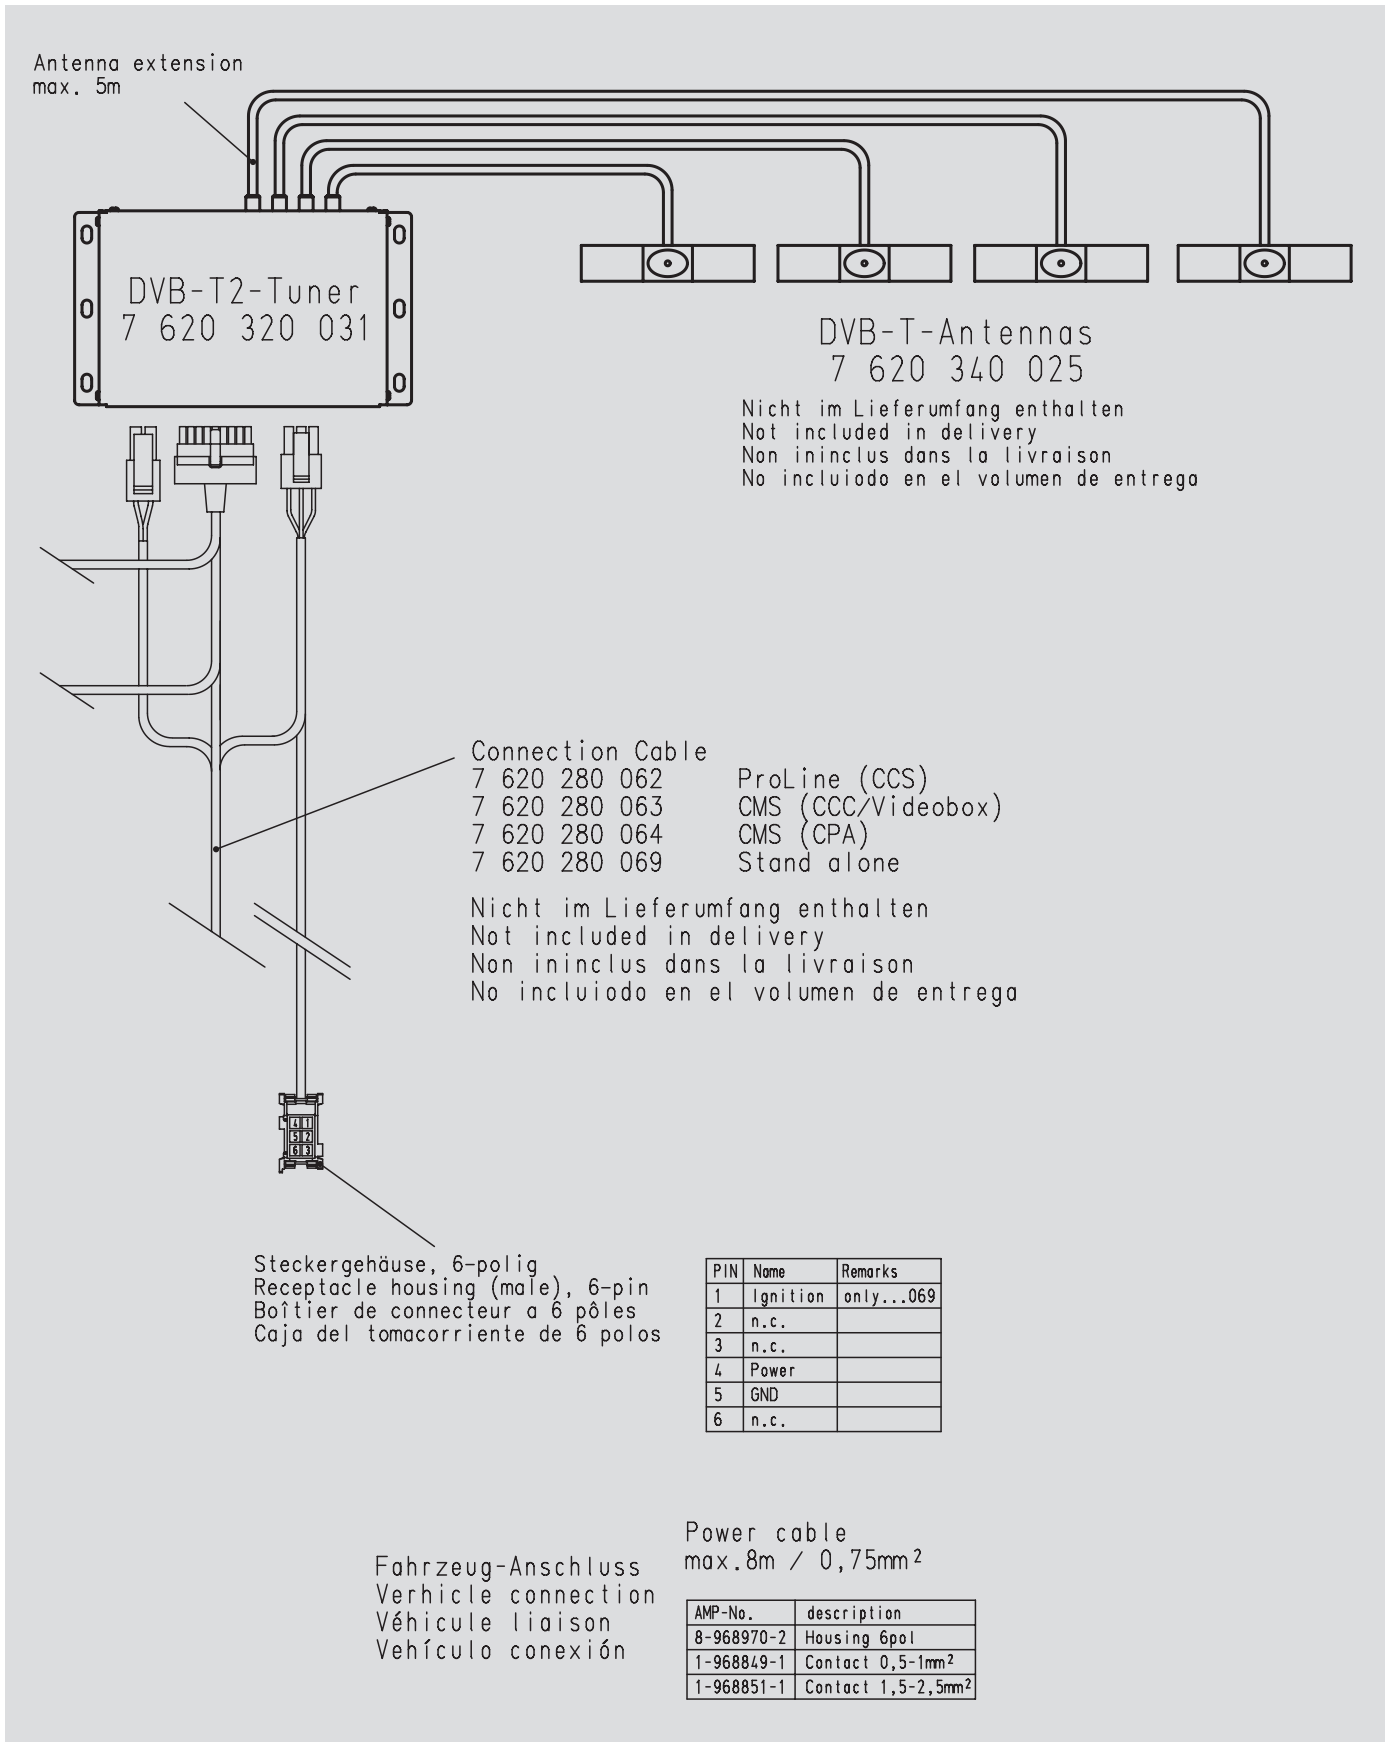 Antenna extension
max. 5m
DVB-T2-Tuner
7 620 320 031
DVB-T-Antennas
7 620 340 025
Nicht im Lieferumfang enthalten
Not included in delivery
Non ininclus dans la livraison
No incluiodo en el volumen de entrega
Connection Cable
7 620 280 062 ProLine (CCS)
7 620 280 063 CMS (CCC/Videobox)
7 620 280 064 CMS (CPA)
7 620 280 069 Stand alone
Nicht im Lieferumfang enthalten
Not included in delivery
Non ininclus dans la livraison
No incluiodo en el volumen de entrega
4 1
5 2
6 3
Steckergehäuse, 6-polig
Receptacle housing (male), 6-pin
Boîtier de connecteur a 6 pôles
Caja del tomacorriente de 6 polos
PIN Name Remarks
1 Ignition only...069
2 n.c.
3 n.c.
4 Power
5 GND
6 n.c.
Fahrzeug-Anschluss
Verhicle connection
Véhicule liaison
Vehículo conexión
Power cable
max.8m / 0,75mm²
AMP-No. description
8-968970-2 Housing 6pol
1-968849-1 Contact 0,5-1mm²
1-968851-1 Contact 1,5-2,5mm²